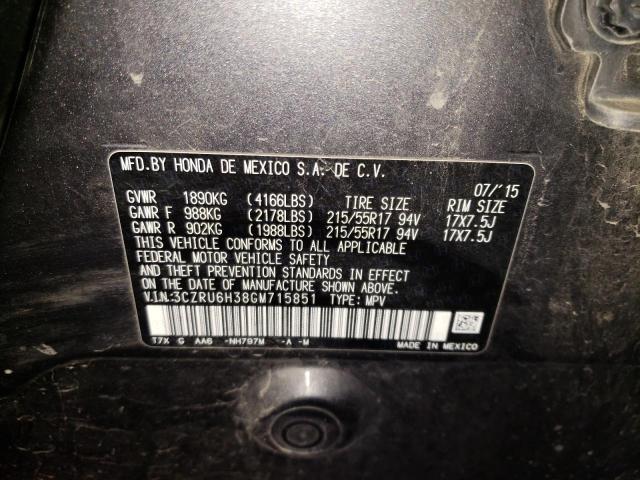 MFD.BY HONDA DE MEXICO S.A. DE C.V.
07/'15
GVWR 1890KG (4166LBS) TIRE SIZE RIM SIZE
GAWR F 988KG (2178LBS) 215/55R17 94V 17X7.5J
GAWR R 902KG (1988LBS) 215/55R17 94V 17X7.5J
THIS VEHICLE CONFORMS TO ALL APPLICABLE
FEDERAL MOTOR VEHICLE SAFETY
AND THEFT PREVENTION STANDARDS IN EFFECT
ON THE DATE OF MANUFACTURE SHOWN ABOVE.
V.I.N:3CZRU6H38GM715851 TYPE: MPV
T7X G AA6 -NH797M -A -M
MADE IN MEXICO